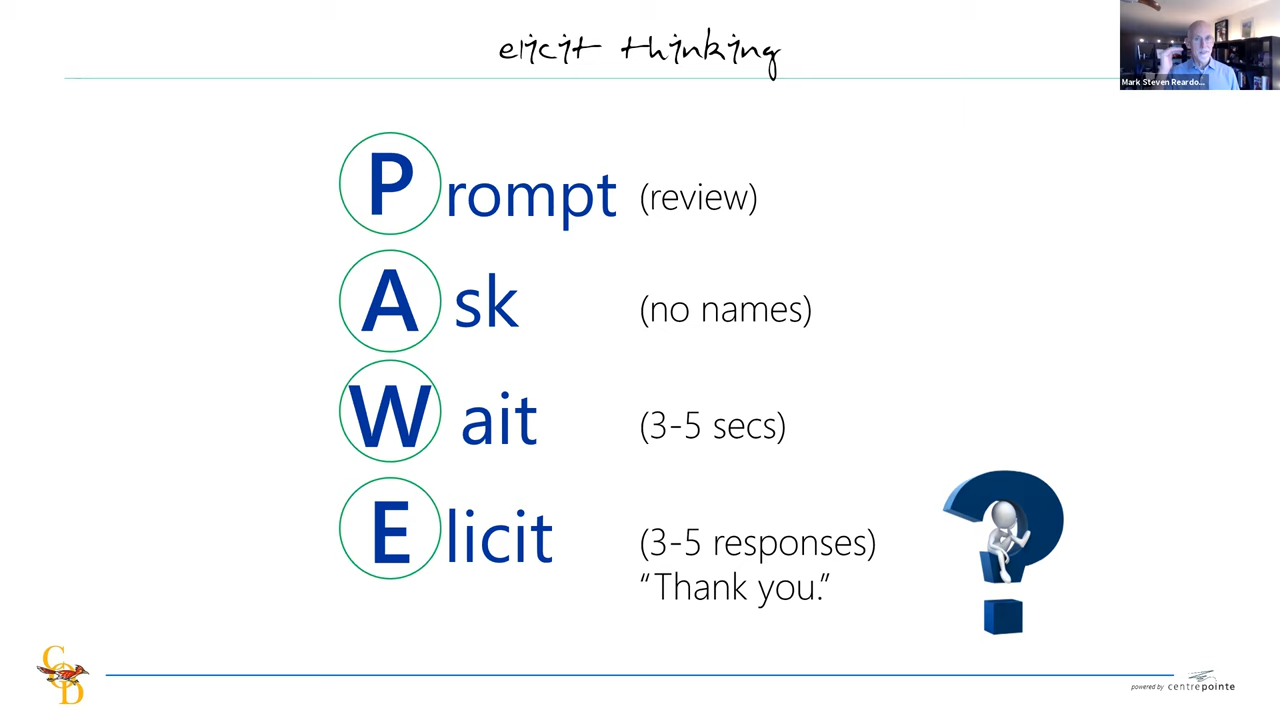 elicit thinking
Mark Steven Reardo...
Prompt (review)
Ask (no names)
Wait (3-5 secs)
Elicit (3-5 responses)
“Thank you.”
COD
powered by centrepointe